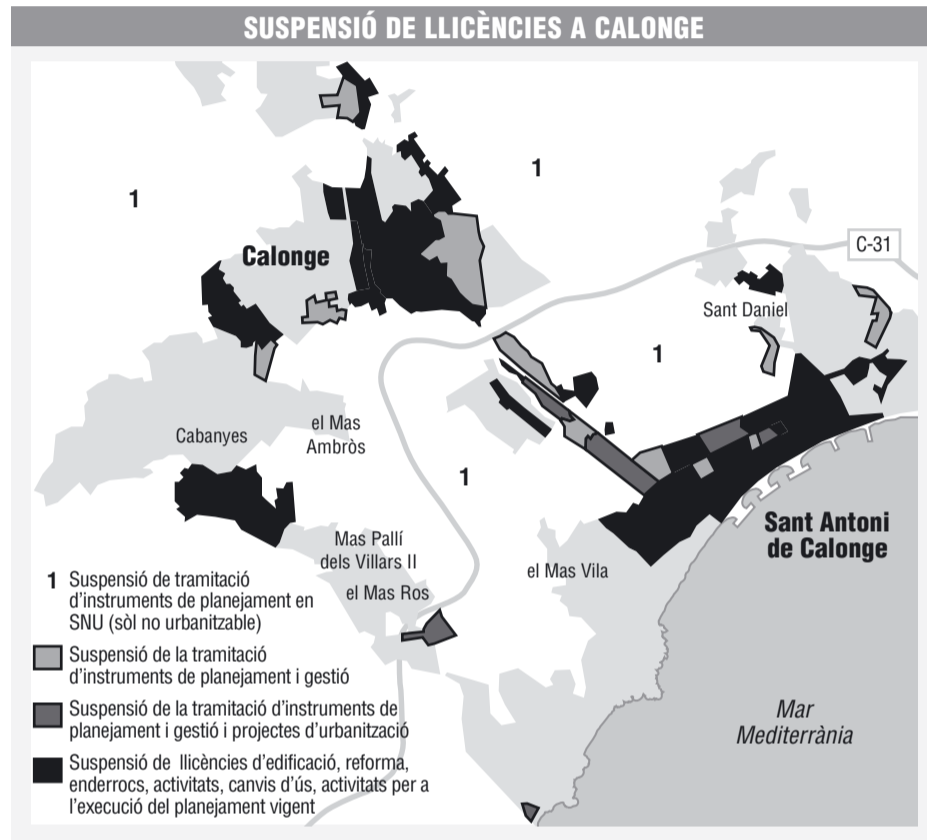 SUSPENSIÓ DE LLICÈNCIES A CALONGE
1
1
C-31
Calonge
Sant Daniel
1
el Mas
Ambròs
Cabanyes
1
Sant Antoni
de Calonge
Mas Pallí
dels Villars II
el Mas Vila
el Mas Ros
Mar
Mediterrània
1 Suspensió de tramitació
d'instruments de planejament en
SNU (sòl no urbanitzable)
Suspensió de la tramitació
d'instruments de planejament i gestió
Suspensió de la tramitació d'instruments de
planejament i gestió i projectes d'urbanització
Suspensió de llicències d'edificació, reforma,
enderrocs, activitats, canvis d'ús, activitats per a
l'execució del planejament vigent